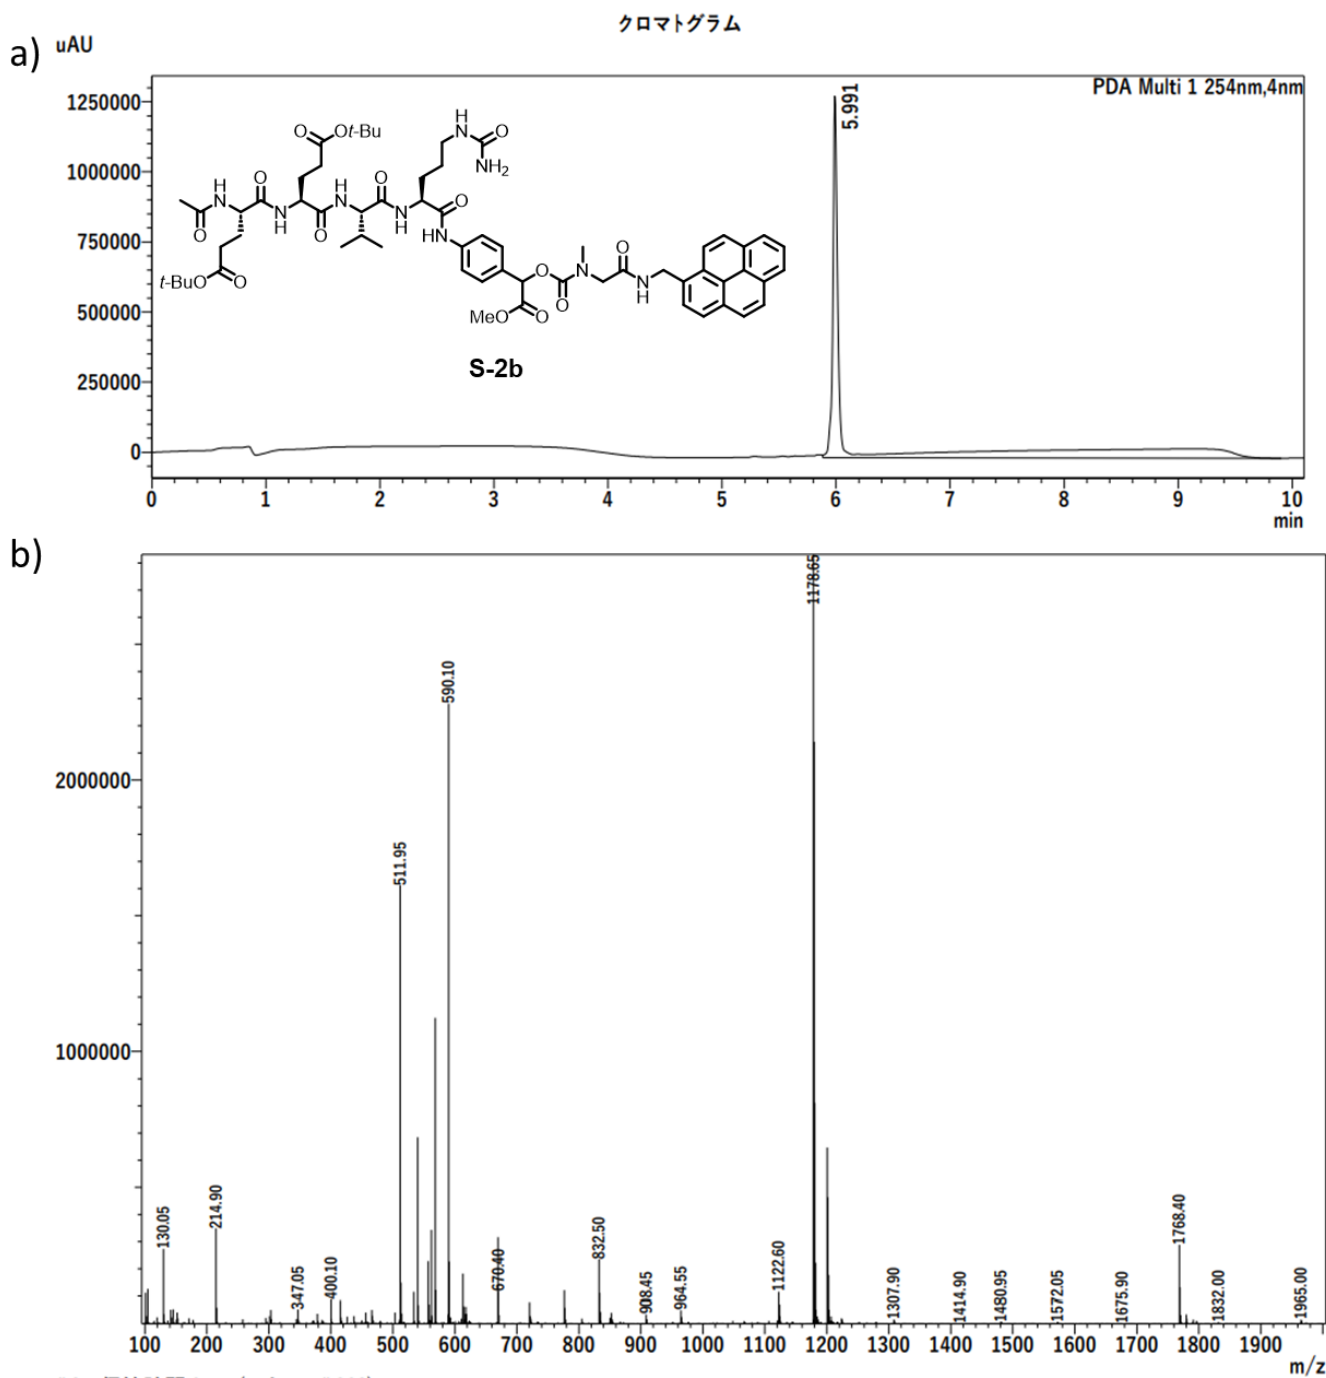 クロマトグラム
a) uAU
PDA Multi 1 254nm,4nm
5.991
1250000
1000000
750000
500000
250000
0
O Ot-Bu
H N O NH2
H N O H N O
O N H O N H O
HN
t-BuO O
O N O
O N H
MeO O
S-2b
0 1 2 3 4 5 6 7 8 9 10
min
b)
2000000
1000000
130.05
214.90
347.05
400.10
511.95
590.10
670.40
832.50
908.45
964.55
1122.60
1178.65
1307.90
1414.90
1480.95
1572.05
1675.90
1768.40
1832.00
1965.00
100 200 300 400 500 600 700 800 900 1000 1100 1200 1300 1400 1500 1600 1700 1800 1900
m/z